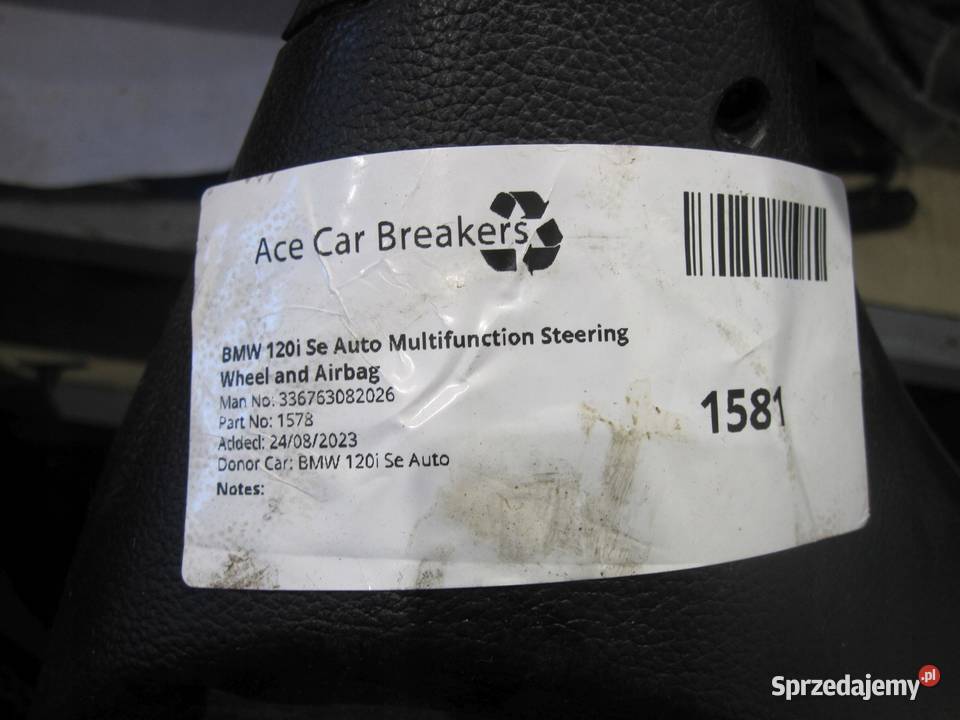 Ace Car Breakers
BMW 120i Se Auto Multifunction Steering
Wheel and Airbag
Man No: 336763082026
Part No: 1578
Added: 24/08/2023
Donor Car: BMW 120i Se Auto
Notes:
1581
Sprzedajemy.pl